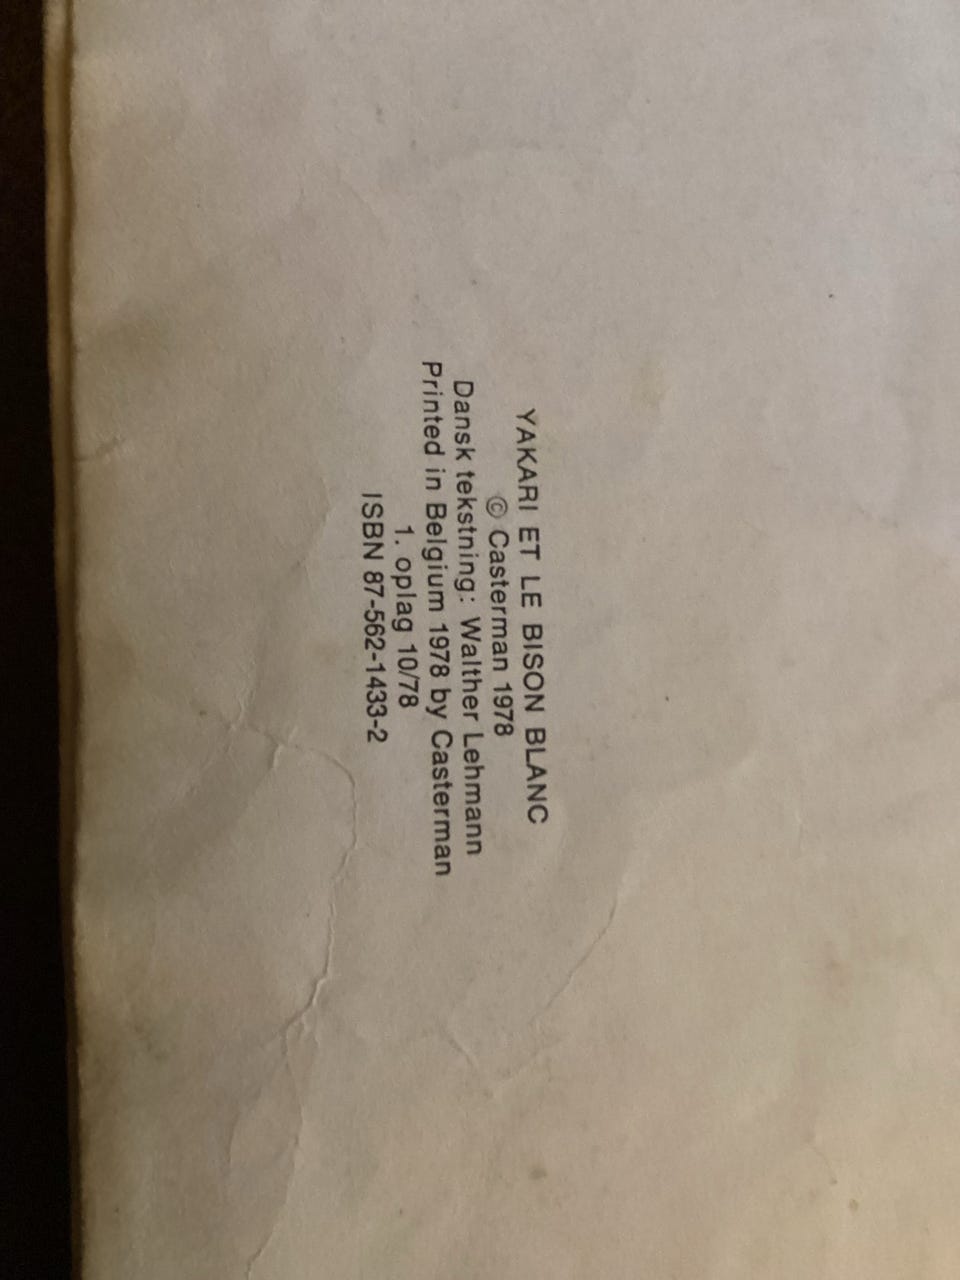 YAKARI ET LE BISON BLANC
© Casterman 1978
Dansk tekstning: Walther Lehmann
Printed in Belgium 1978 by Casterman
1. oplag 10/78
ISBN 87-562-1433-2